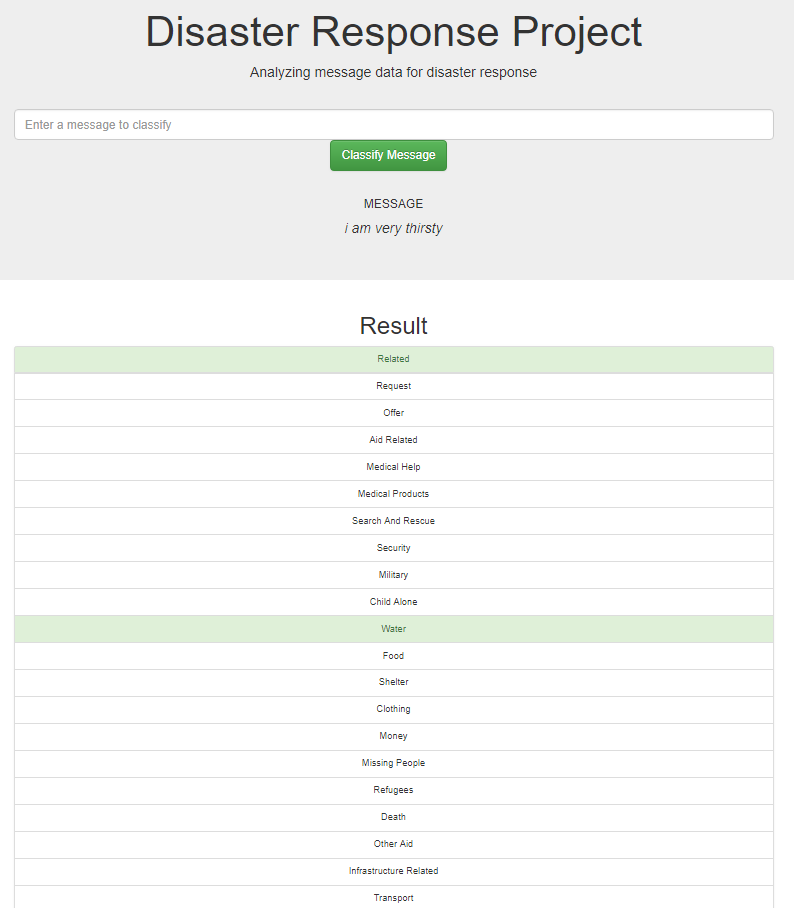 Disaster Response Project
Analyzing message data for disaster response
Enter a message to classify
Classify Message
MESSAGE
i am very thirsty
Result
Related
Request
Offer
Aid Related
Medical Help
Medical Products
Search And Rescue
Security
Military
Child Alone
Water
Food
Shelter
Clothing
Money
Missing People
Refugees
Death
Other Aid
Infrastructure Related
Transport